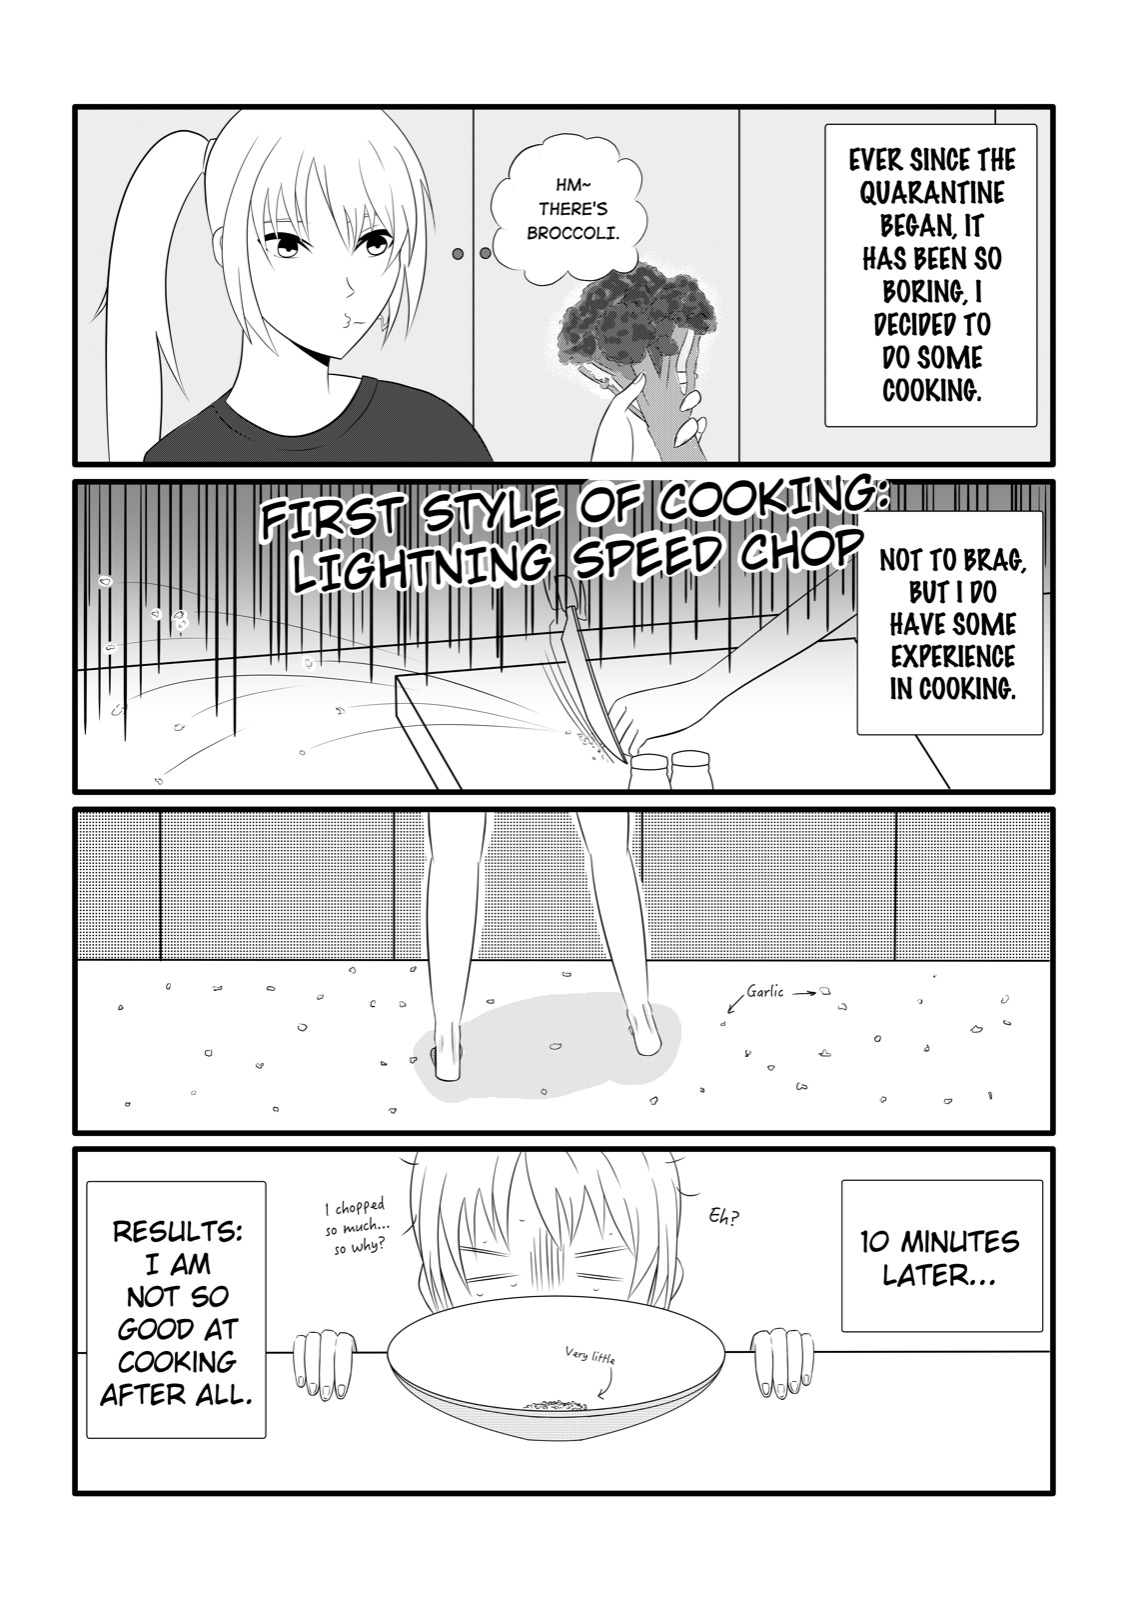 EVER SINCE THE
QUARANTINE
BEGAN, IT
HAS BEEN SO
BORING, I
DECIDED TO
DO SOME
COOKING.
HM~
THERE'S
BROCCOLI.
FIRST STYLE OF COOKING:
LIGHTNING SPEED CHOP
NOT TO BRAG,
BUT I DO
HAVE SOME
EXPERIENCE
IN COOKING.
Garlic
10 MINUTES
LATER...
Eh?
I chopped
so much...
so why?
Very little
RESULTS:
I AM
NOT SO
GOOD AT
COOKING
AFTER ALL.